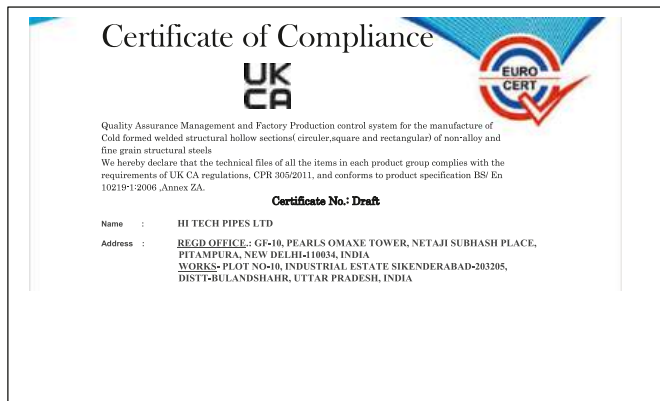 Certificate of Compliance
UK
CA
EURO
CERT
Quality Assurance Management and Factory Production control system for the manufacture of
Cold formed welded structural hollow sections( circuler,square and rectangular) of non-alloy and
fine grain structural steels
We hereby declare that the technical files of all the items in each product group complies with the
requirements of UK CA regulations, CPR 305/2011, and conforms to product specification BS/ En
10219-1:2006 ,Annex ZA.
Certificate No.: Draft
Name : HI TECH PIPES LTD
Address : REGD OFFICE.: GF-10, PEARLS OMAXE TOWER, NETAJI SUBHASH PLACE,
PITAMPURA, NEW DELHI-110034, INDIA
WORKS- PLOT NO-10, INDUSTRIAL ESTATE SIKENDERABAD-203205,
DISTT-BULANDSHAHR, UTTAR PRADESH, INDIA